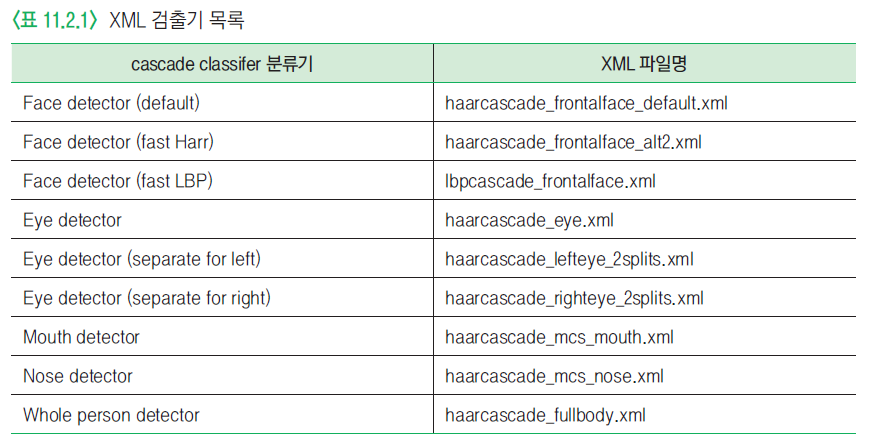 <표 11.2.1> XML 검출기 목록
cascade classifer 분류기 XML 파일명
Face detector (default) haarcascade_frontalface_default.xml
Face detector (fast Harr) haarcascade_frontalface_alt2.xml
Face detector (fast LBP) lbpcascade_frontalface.xml
Eye detector haarcascade_eye.xml
Eye detector (separate for left) haarcascade_lefteye_2splits.xml
Eye detector (separate for right) haarcascade_righteye_2splits.xml
Mouth detector haarcascade_mcs_mouth.xml
Nose detector haarcascade_mcs_nose.xml
Whole person detector haarcascade_fullbody.xml